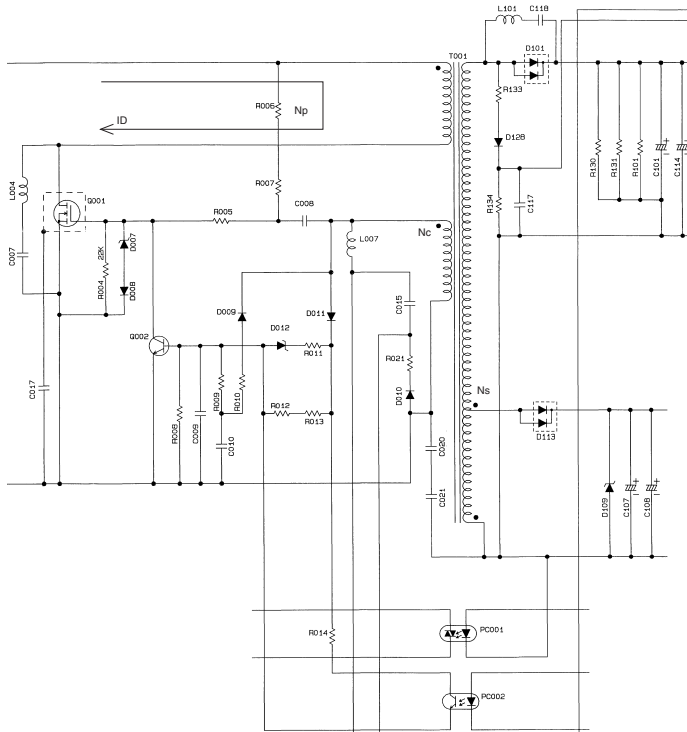 L101
C118
D101
T001
R133
R006
Np
ID
D128
R130
R131
R101
C101
+
C114
+
L004
Q001
R007
R134
C117
R005
C008
Nc
L007
22K
R004
D007
D008
C007
C015
D009
D011
Q002
D012
R011
R021
C017
R009
R010
D010
Ns
R012
R013
R008
C009
C010
C020
D113
C021
D109
C107
+
C108
+
R014
PC001
PC002